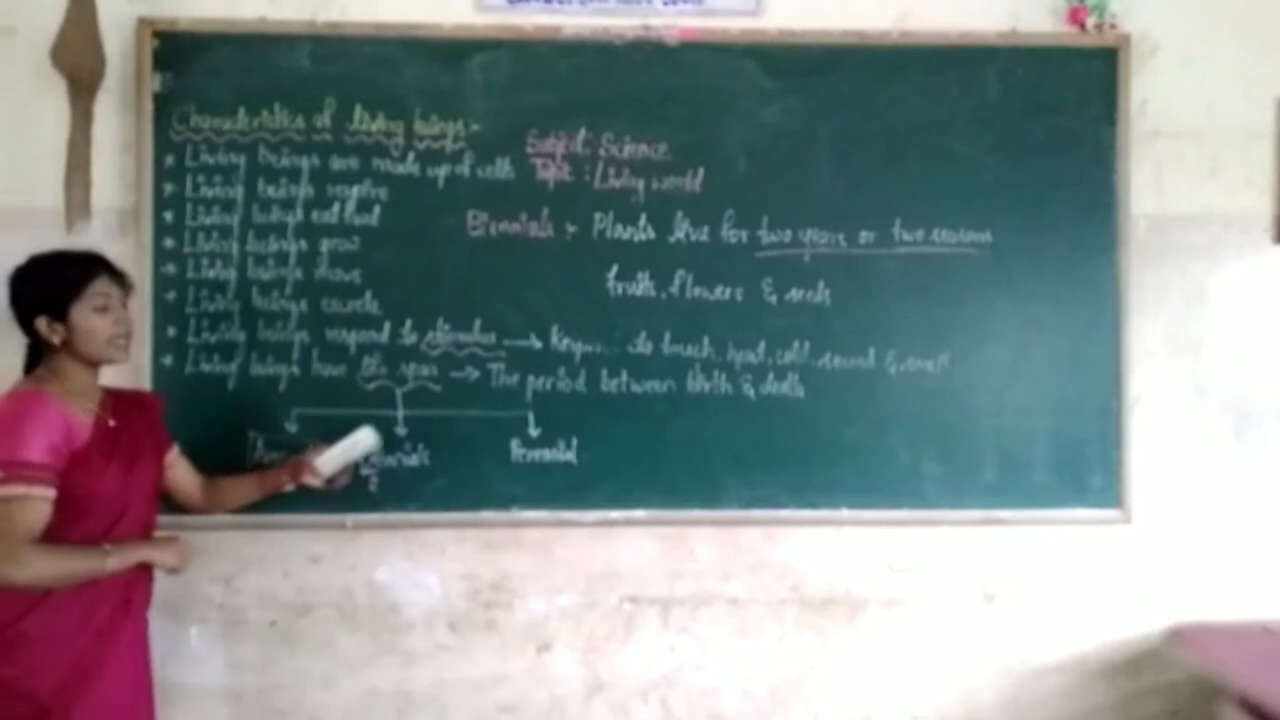 Characteristics of living beings:-
* Living beings are made up of cells
* Living beings respire
* Living beings eat food
* Living beings grow
* Living beings move
* Living beings excrete
* Living beings respond to stimulus → to touch, heat, cold, sound & smell
* Living beings have life span → The period between birth & death
Perennial
Subject: Science
Topic: Living world
Biennials:- Plants live for two years or two seasons
fruits, flowers & seeds